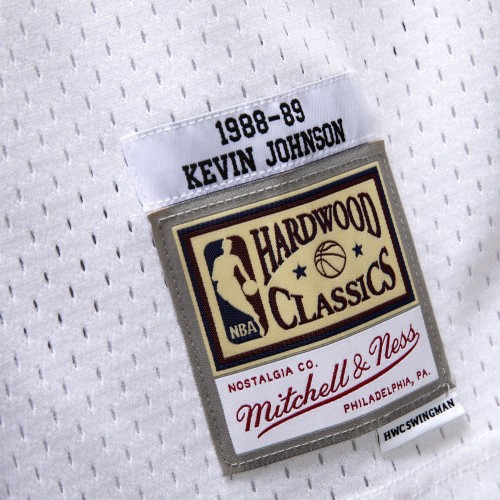 1988-89
KEVIN JOHNSON
HARDWOOD
CLASSICS
NBA
NOSTALGIA CO.
Mitchell & Ness
PHILADELPHIA, PA.
HWCSWINGMAN